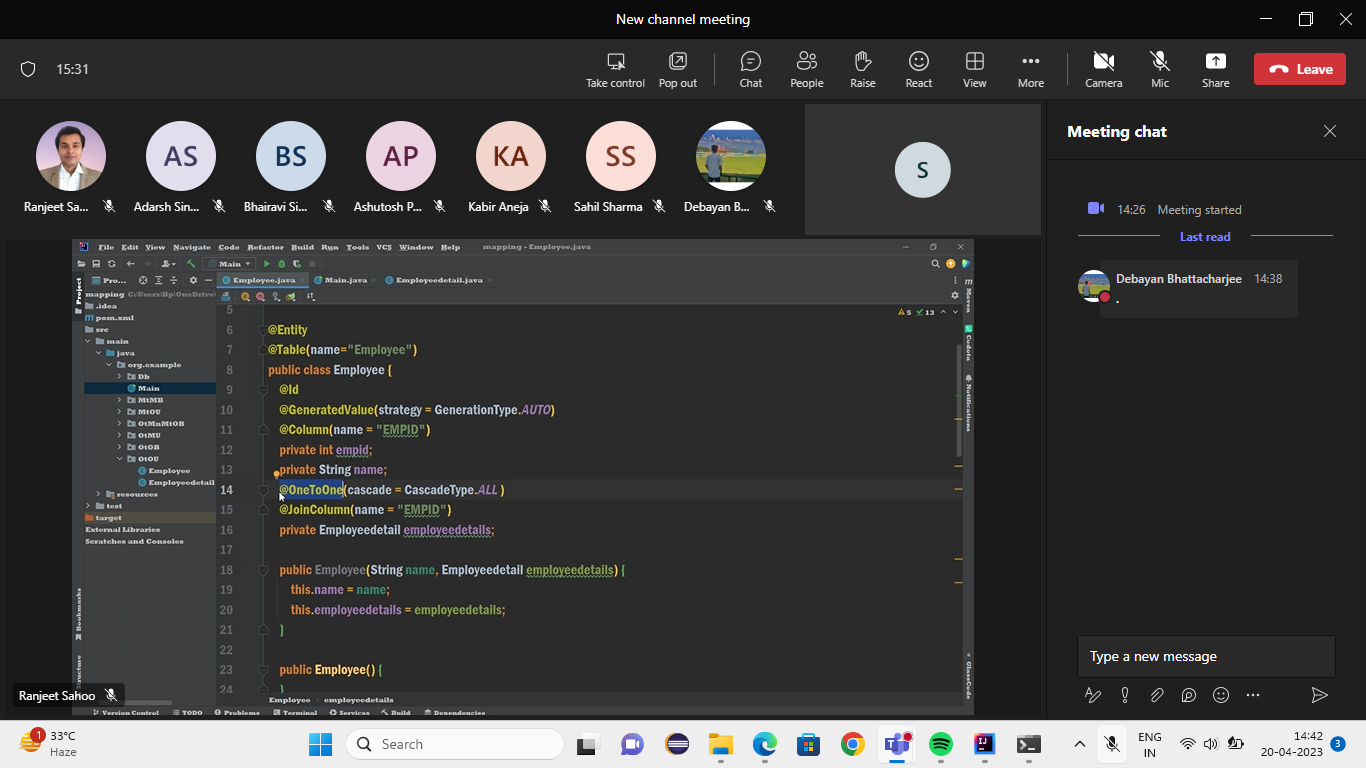 New channel meeting
15:31
Take control
Pop out
Chat
People
Raise
React
View
More
Camera
Mic
Share
Leave
AS
BS
AP
KA
SS
S
Ranjeet Sa...
Adarsh Sin...
Bhairavi Si...
Ashutosh P...
Kabir Aneja
Sahil Sharma
Debayan B...
Meeting chat
14:26 Meeting started
Last read
Debayan Bhattacharjee 14:38
.
Type a new message
File Edit View Navigate Code Refactor Build Run Tools VCS Window Help mapping - Employee.java
Main
Pro...
Employee.java
Main.java
Employeedetail.java
Project
mapping C:\Users\Hp\OneDrive
.idea
pom.xml
src
main
java
org.example
Db
Main
MtMB
MtOU
OtMnMtOB
OtMU
OtOB
OtOU
Employee
Employeedetail
resources
test
target
External Libraries
Scratches and Consoles
Bookmarks
Structure
5
6 @Entity
7 @Table(name="Employee")
8 public class Employee {
9 @Id
10 @GeneratedValue(strategy = GenerationType.AUTO)
11 @Column(name = "EMPID")
12 private int empid;
13 private String name;
14 @OneToOne(cascade = CascadeType.ALL )
15 @JoinColumn(name = "EMPID")
16 private Employeedetail employeedetails;
17
18 public Employee(String name, Employeedetail employeedetails) {
19 this.name = name;
20 this.employeedetails = employeedetails;
21 }
22
23 public Employee() {
24 }
5 13
Maven
Codota
Notifications
GlassCode
Employee employeedetails
Version Control TODO Problems Terminal Services Build Dependencies
Ranjeet Sahoo
1
33°C
Haze
Search
ENG
IN
14:42
20-04-2023
3